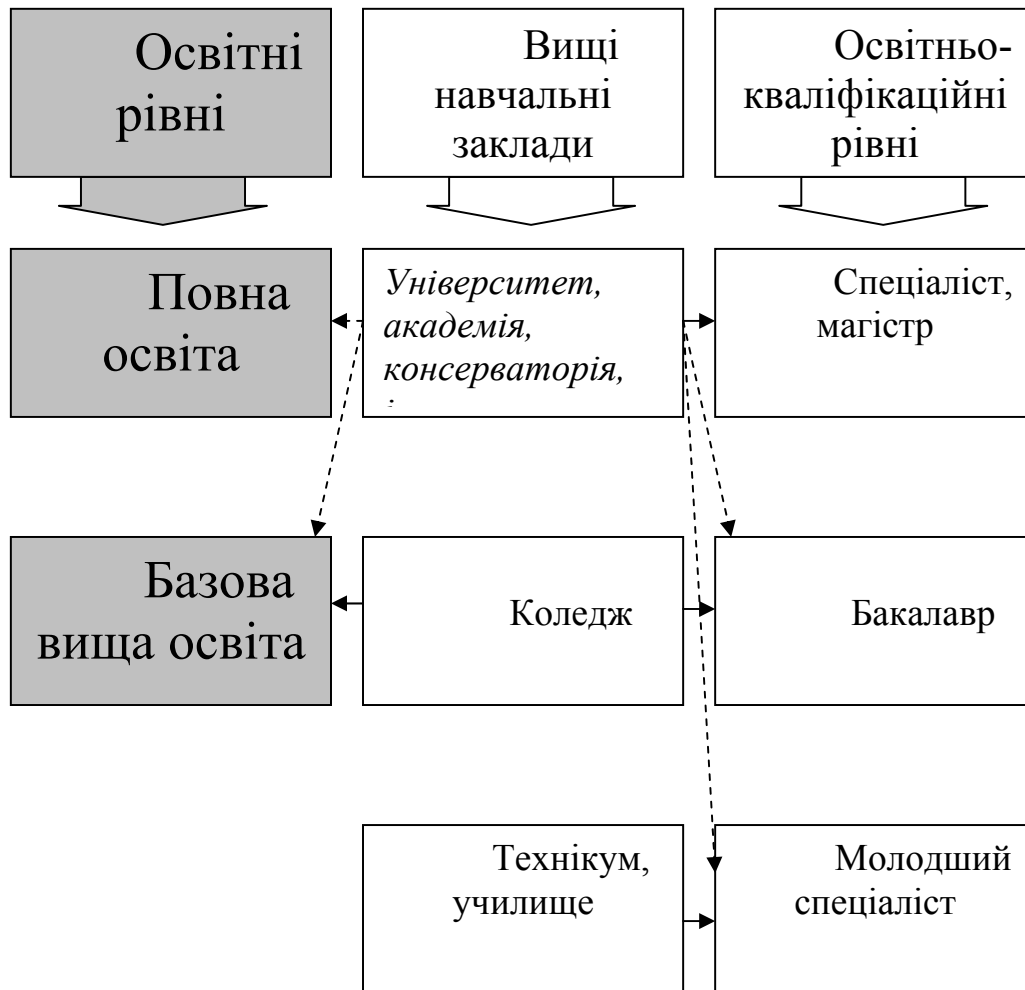 Освітні
рівні
Вищі
навчальні
заклади
Освітньо-
кваліфікаційні
рівні
Повна
освіта
Університет,
академія,
консерваторія,
Спеціаліст,
магістр
Базова
вища освіта
Коледж
Бакалавр
Технікум,
училище
Молодший
спеціаліст